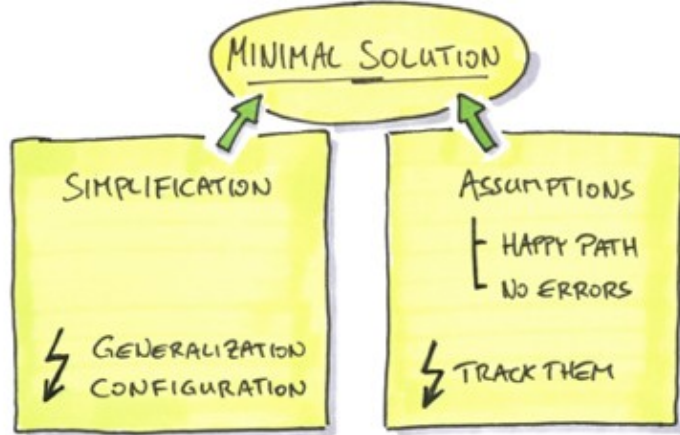 MINIMAL SOLUTION
SIMPLIFICATION
GENERALIZATION
CONFIGURATION
ASSUMPTIONS
HAPPY PATH
NO ERRORS
TRACK THEM